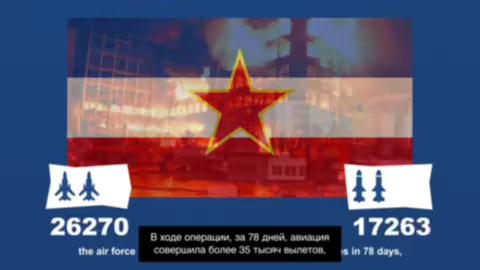 26270
17263
the air force
es in 78 days,
В ходе операции, за 78 дней, авиация
совершила более 35 тысяч вылетов,